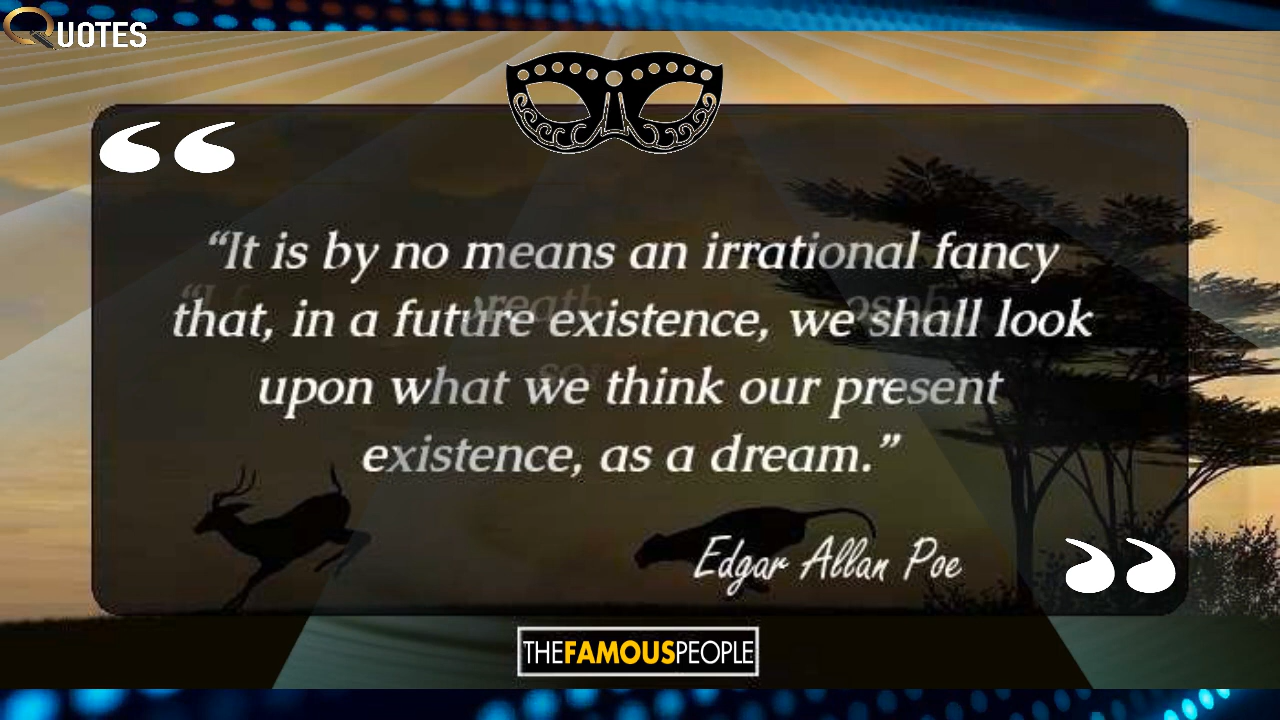 QUOTES
“It is by no means an irrational fancy
that, in a future existence, we shall look
upon what we think our present
existence, as a dream.”
Edgar Allan Poe
THEFAMOUSPEOPLE